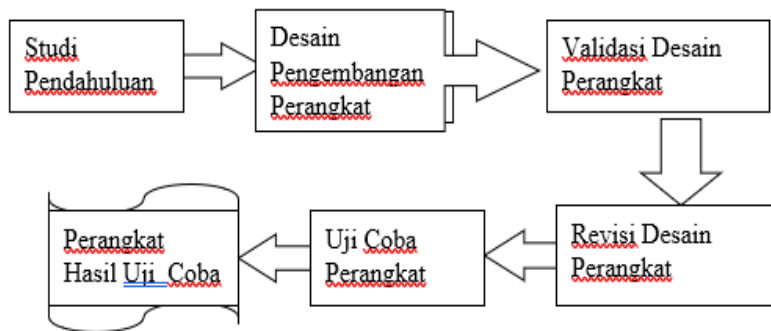 Studi
Pendahuluan
Desain
Pengembangan
Perangkat
Validasi Desain
Perangkat
Revisi Desain
Perangkat
Uji Coba
Perangkat
Perangkat
Hasil Uji Coba